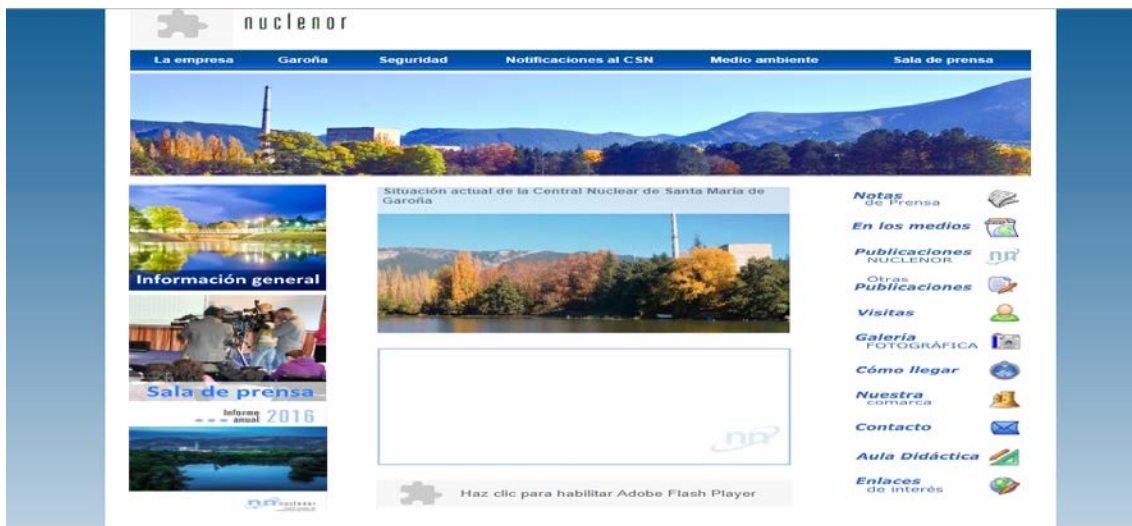 nuclenor
La empresa Garoña Seguridad Notificaciones al CSN Medio ambiente Sala de prensa
Información general
Sala de prensa
Informe
anual 2016
nuclenor
Situación actual de la Central Nuclear de Santa María de
Garoña
nn
Haz clic para habilitar Adobe Flash Player
Notas
de Prensa
En los medios
Publicaciones
NUCLENOR
nn
Otras
Publicaciones
Visitas
Galería
FOTOGRÁFICA
Cómo llegar
Nuestra
comarca
Contacto
Aula Didáctica
Enlaces
de interés